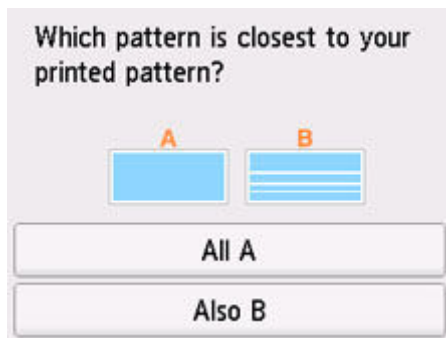 Which pattern is closest to your
printed pattern?
A B
All A
Also B